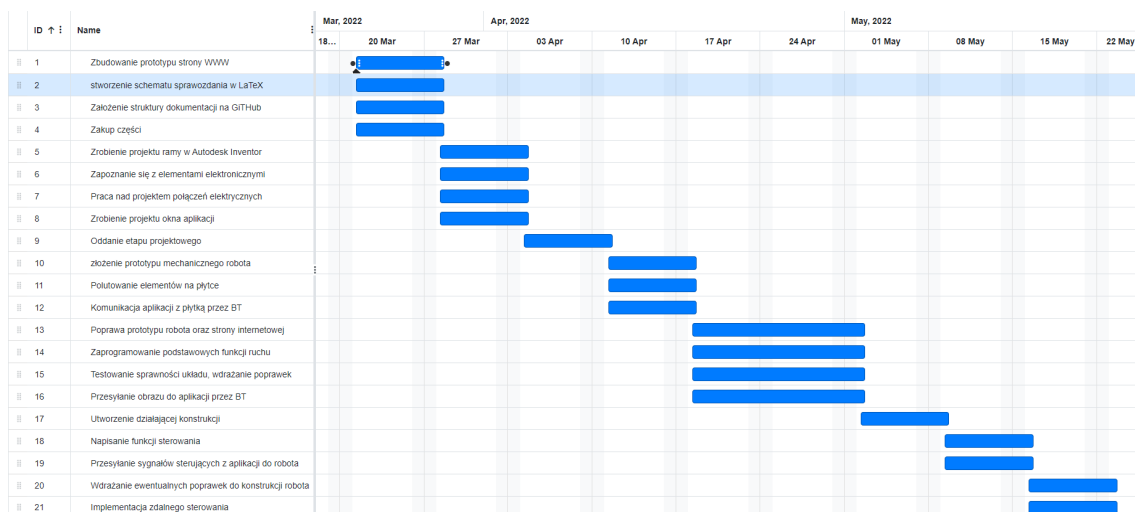 Mar, 2022 Apr, 2022 May, 2022
ID Name
18... 20 Mar 27 Mar 03 Apr 10 Apr 17 Apr 24 Apr 01 May 08 May 15 May 22 May
1 Zbudowanie prototypu strony WWW
2 stworzenie schematu sprawozdania w LaTeX
3 Założenie struktury dokumentacji na GITHub
4 Zakup części
5 Zrobienie projektu ramy w Autodesk Inventor
6 Zapoznanie się z elementami elektronicznymi
7 Praca nad projektem połączeń elektrycznych
8 Zrobienie projektu okna aplikacji
9 Oddanie etapu projektowego
10 złożenie prototypu mechanicznego robota
11 Polutowanie elementów na płytce
12 Komunikacja aplikacji z płytką przez BT
13 Poprawa prototypu robota oraz strony internetowej
14 Zaprogramowanie podstawowych funkcji ruchu
15 Testowanie sprawności układu, wdrażanie poprawek
16 Przesyłanie obrazu do aplikacji przez BT
17 Utworzenie działającej konstrukcji
18 Napisanie funkcji sterowania
19 Przesyłanie sygnałów sterujących z aplikacji do robota
20 Wdrażanie ewentualnych poprawek do konstrukcji robota
21 Implementacja zdalnego sterowania